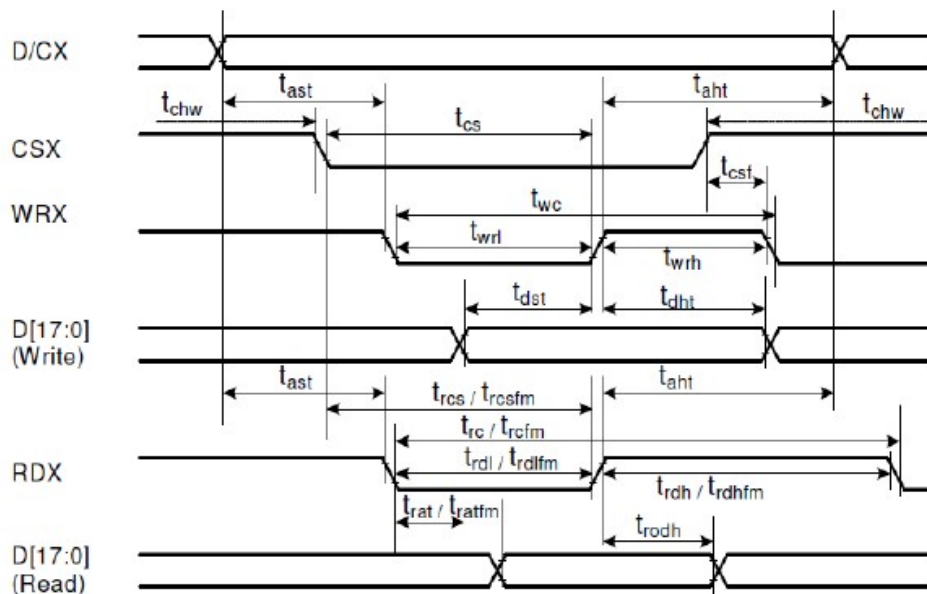 D/CX
t_ast t_aht
t_chw t_cs t_chw
CSX
t_csf
WRX t_wc
t_wrl t_wrh
t_dst t_dht
D[17:0]
(Write)
t_ast t_aht
t_rcs / t_rcsfm
t_rc / t_rcfm
RDX t_rdl / t_rdlfm
t_rdh / t_rdhfm
t_rat / t_ratfm
t_rodh
D[17:0]
(Read)